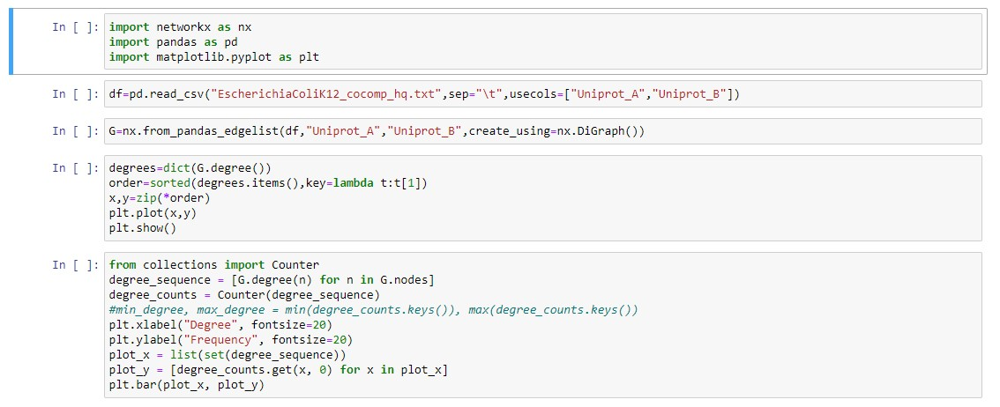 In [ ]: import networkx as nx
import pandas as pd
import matplotlib.pyplot as plt
In [ ]: df=pd.read_csv("EscherichiaColiK12_cocomp_hq.txt",sep="\t",usecols=["Uniprot_A","Uniprot_B"])
In [ ]: G=nx.from_pandas_edgelist(df,"Uniprot_A","Uniprot_B",create_using=nx.DiGraph())
In [ ]: degrees=dict(G.degree())
order=sorted(degrees.items(),key=lambda t:t[1])
x,y=zip(*order)
plt.plot(x,y)
plt.show()
In [ ]: from collections import Counter
degree_sequence = [G.degree(n) for n in G.nodes]
degree_counts = Counter(degree_sequence)
#min_degree, max_degree = min(degree_counts.keys()), max(degree_counts.keys())
plt.xlabel("Degree", fontsize=20)
plt.ylabel("Frequency", fontsize=20)
plot_x = list(set(degree_sequence))
plot_y = [degree_counts.get(x, 0) for x in plot_x]
plt.bar(plot_x, plot_y)